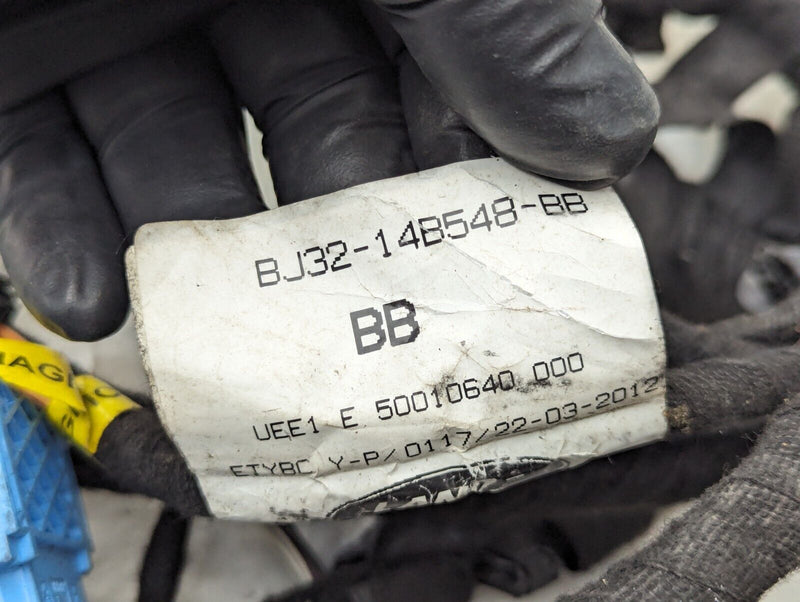 BJ32-14B548-BB
BB
UEE1 E 50010640 000
ETYBC Y-P/0117/22-03-2012